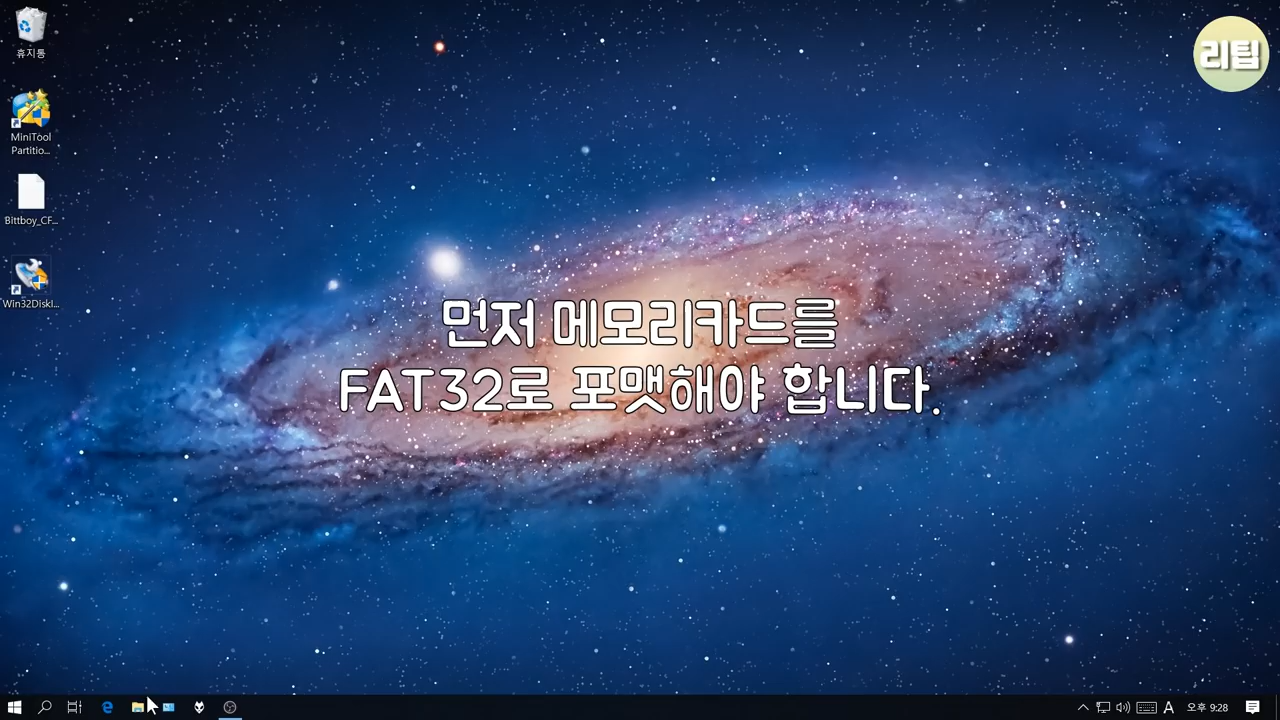 휴지통
리팁
MiniTool
Partitio...
Bittboy_CF...
Win32DiskI...
먼저 메모리카드를
FAT32로 포맷해야 합니다.
A
오후 9:28